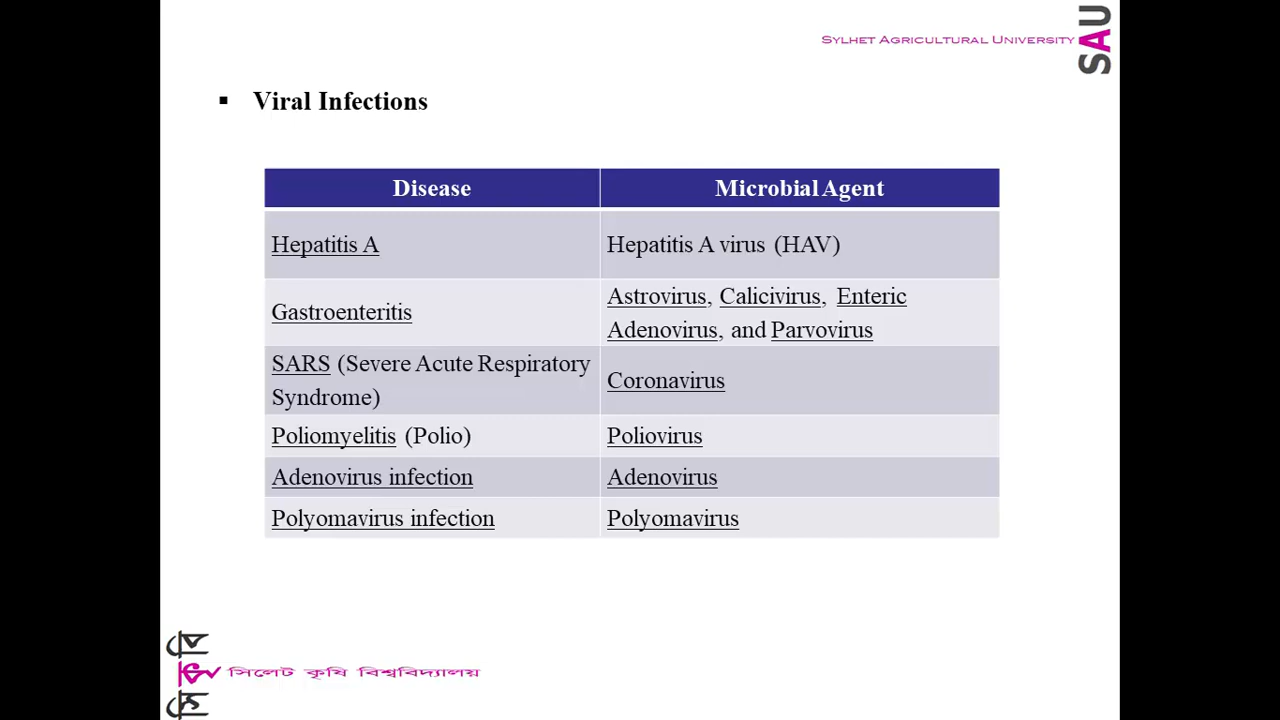 SYLHET AGRICULTURAL UNIVERSITY
SAU
▪ Viral Infections
Disease
Microbial Agent
Hepatitis A
Hepatitis A virus (HAV)
Gastroenteritis
Astrovirus, Calicivirus, Enteric
Adenovirus, and Parvovirus
SARS (Severe Acute Respiratory
Syndrome)
Coronavirus
Poliomyelitis (Polio)
Poliovirus
Adenovirus infection
Adenovirus
Polyomavirus infection
Polyomavirus
সিকৃবি
সিলেট কৃষি বিশ্ববিদ্যালয়